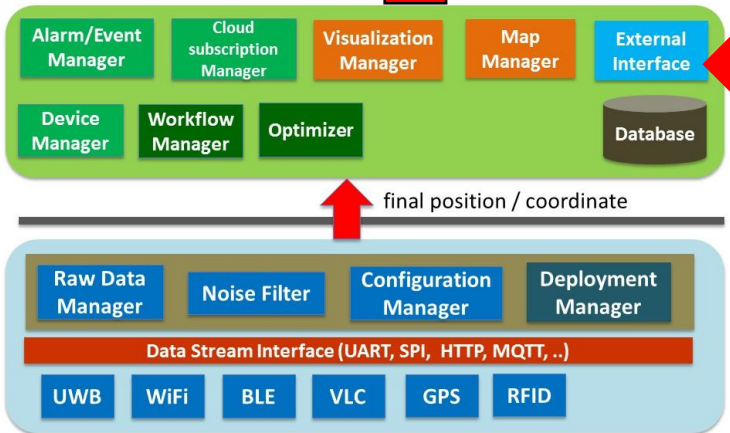 Alarm/Event
Manager
Cloud
subscription
Manager
Visualization
Manager
Map
Manager
External
Interface
Device
Manager
Workflow
Manager
Optimizer
Database
final position / coordinate
Raw Data
Manager
Noise Filter
Configuration
Manager
Deployment
Manager
Data Stream Interface (UART, SPI, HTTP, MQTT, ..)
UWB
WiFi
BLE
VLC
GPS
RFID